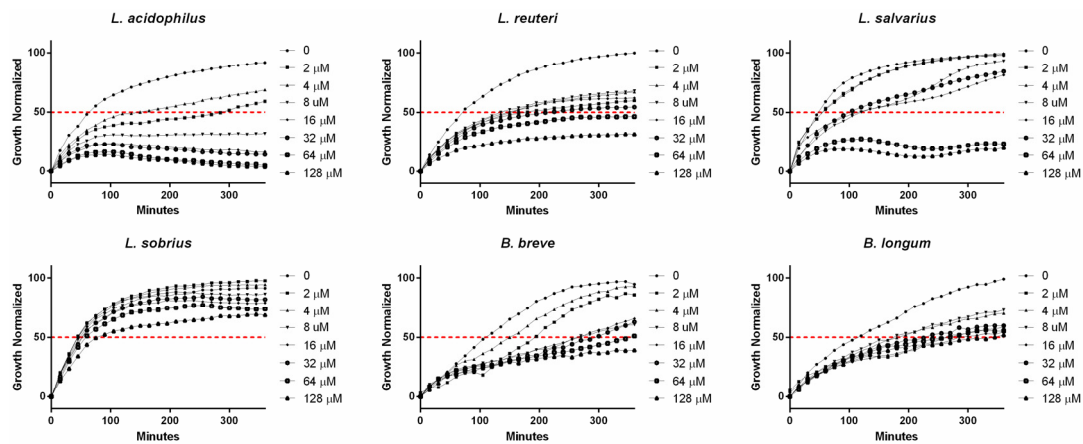 L. acidophilus
100
50
0
Growth Normalized
0 100 200 300
Minutes
0
2 μM
4 μM
8 uM
16 μM
32 μM
64 μM
128 μM
L. reuteri
100
50
0
Growth Normalized
0 100 200 300
Minutes
0
2 μM
4 μM
8 uM
16 μM
32 μM
64 μM
128 μM
L. salvarius
100
50
0
Growth Normalized
0 100 200 300
Minutes
0
2 μM
4 μM
8 uM
16 μM
32 μM
64 μM
128 μM
L. sobrius
100
50
0
Growth Normalized
0 100 200 300
Minutes
0
2 μM
4 μM
8 uM
16 μM
32 μM
64 μM
128 μM
B. breve
100
50
0
Growth Normalized
0 100 200 300
Minutes
0
2 μM
4 μM
8 uM
16 μM
32 μM
64 μM
128 μM
B. longum
100
50
0
Growth Normalized
0 100 200 300
Minutes
0
2 μM
4 μM
8 uM
16 μM
32 μM
64 μM
128 μM